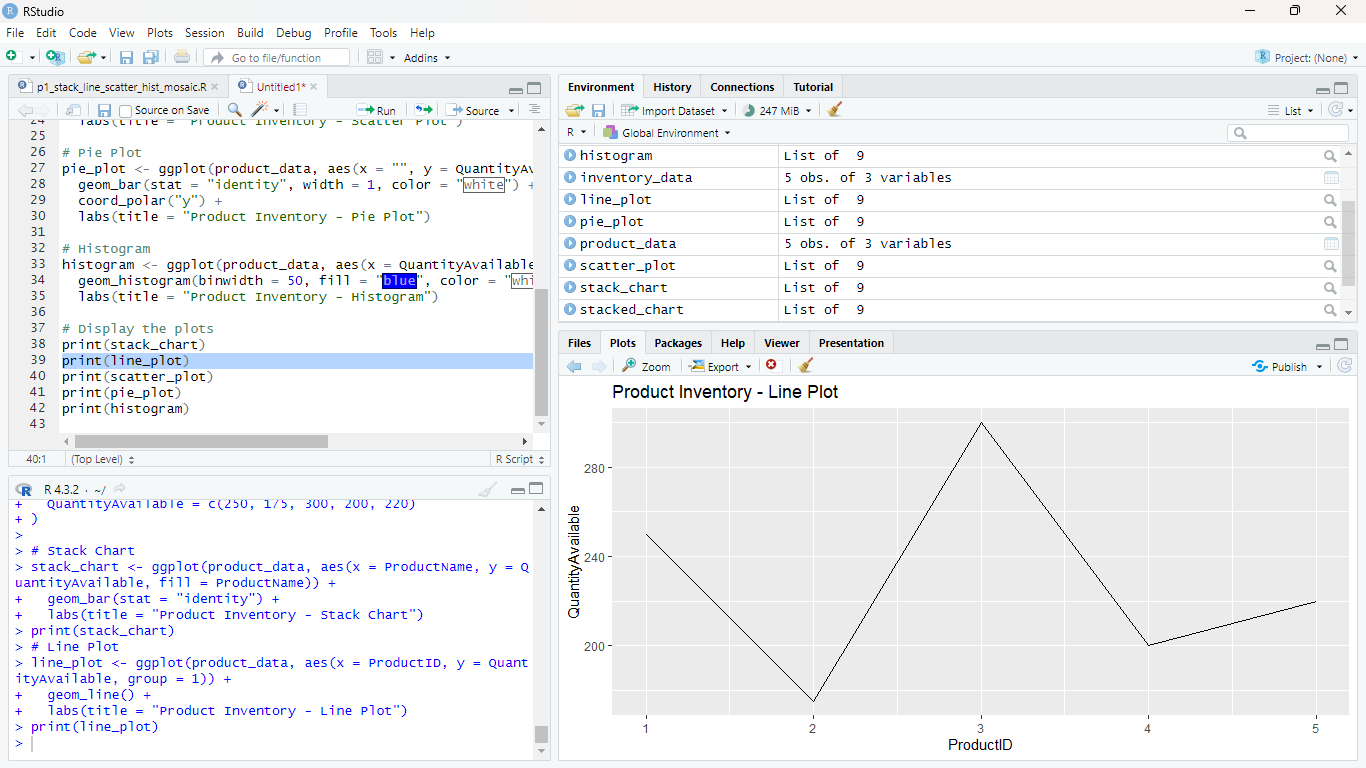 RStudio
File Edit Code View Plots Session Build Debug Profile Tools Help
Go to file/function Addins Project: (None)
p1_stack_line_scatter_hist_mosaic.R Untitled1*
Source on Save Run Source
24 labs(title = "Product Inventory - Scatter Plot")
25
26 # Pie Plot
27 pie_plot <- ggplot(product_data, aes(x = "", y = QuantityAv
28 geom_bar(stat = "identity", width = 1, color = "white") +
29 coord_polar("y") +
30 labs(title = "Product Inventory - Pie Plot")
31
32 # Histogram
33 histogram <- ggplot(product_data, aes(x = QuantityAvailable
34 geom_histogram(binwidth = 50, fill = "blue", color = "whi
35 labs(title = "Product Inventory - Histogram")
36
37 # Display the plots
38 print(stack_chart)
39 print(line_plot)
40 print(scatter_plot)
41 print(pie_plot)
42 print(histogram)
43
40:1 (Top Level) R Script
R 4.3.2 · ~/
+ QuantityAvailable = c(250, 175, 300, 200, 220)
+ )
>
> # Stack Chart
> stack_chart <- ggplot(product_data, aes(x = ProductName, y = Q
uantityAvailable, fill = ProductName)) +
+ geom_bar(stat = "identity") +
+ labs(title = "Product Inventory - Stack Chart")
> print(stack_chart)
> # Line Plot
> line_plot <- ggplot(product_data, aes(x = ProductID, y = Quant
ityAvailable, group = 1)) +
+ geom_line() +
+ labs(title = "Product Inventory - Line Plot")
> print(line_plot)
>
Environment History Connections Tutorial
Import Dataset 247 MiB List
R Global Environment
histogram List of 9
inventory_data 5 obs. of 3 variables
line_plot List of 9
pie_plot List of 9
product_data 5 obs. of 3 variables
scatter_plot List of 9
stack_chart List of 9
stacked_chart List of 9
Files Plots Packages Help Viewer Presentation
Zoom Export Publish
Product Inventory - Line Plot
QuantityAvailable
280
240
200
1 2 3 4 5
ProductID